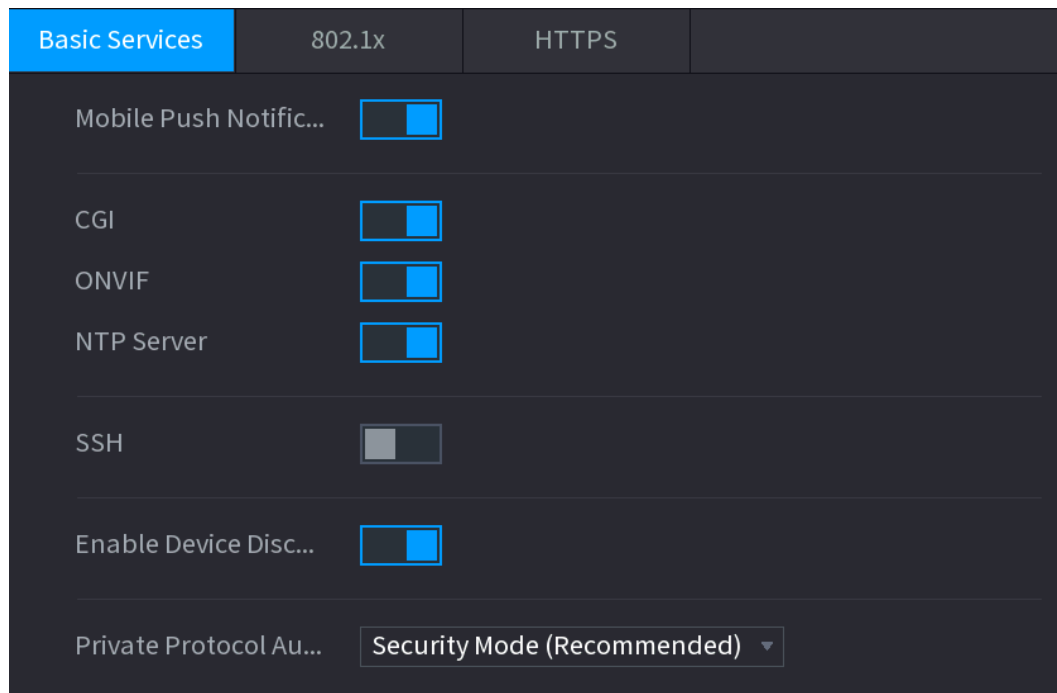 Basic Services 802.1x HTTPS
Mobile Push Notific...
CGI
ONVIF
NTP Server
SSH
Enable Device Disc...
Private Protocol Au... Security Mode (Recommended)